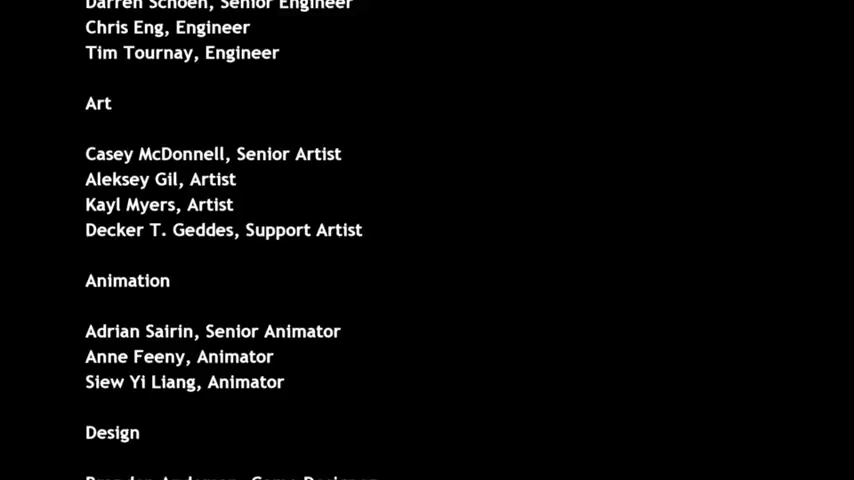 Darren Schoen, Senior Engineer
Chris Eng, Engineer
Tim Tournay, Engineer
Art
Casey McDonnell, Senior Artist
Aleksey Gil, Artist
Kayl Myers, Artist
Decker T. Geddes, Support Artist
Animation
Adrian Sairin, Senior Animator
Anne Feeny, Animator
Siew Yi Liang, Animator
Design